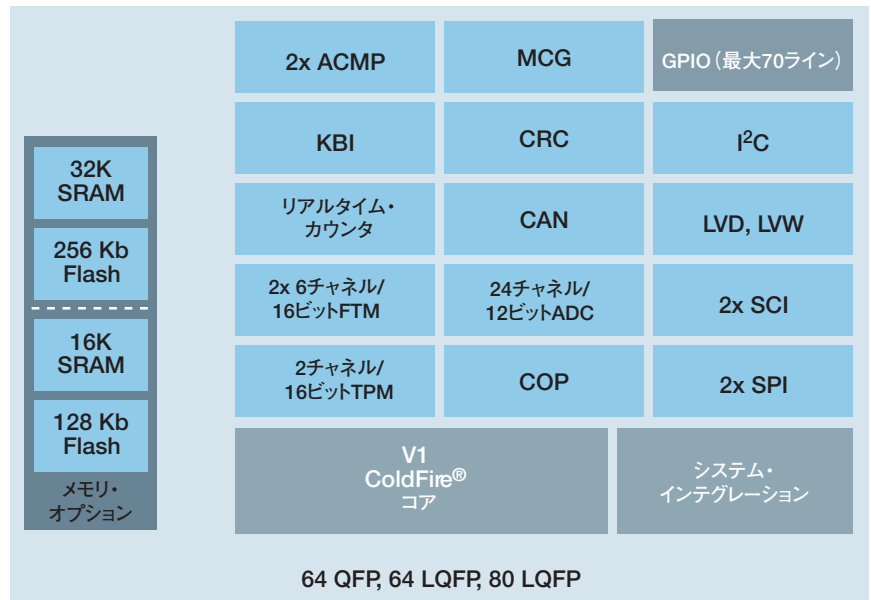 2x ACMP
MCG
GPIO（最大70ライン）
KBI
CRC
I²C
リアルタイム・
カウンタ
CAN
LVD, LVW
2x 6チャネル/
16ビットFTM
24チャネル/
12ビットADC
2x SCI
2チャネル/
16ビットTPM
COP
2x SPI
V1
ColdFire®
コア
システム・
インテグレーション
32K
SRAM
256 Kb
Flash
16K
SRAM
128 Kb
Flash
メモリ・
オプション
64 QFP, 64 LQFP, 80 LQFP